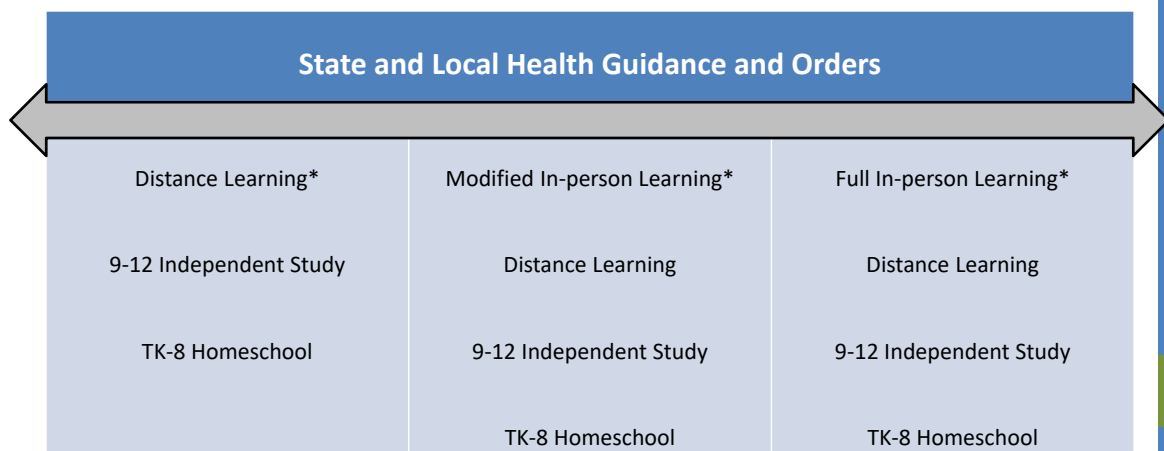 State and Local Health Guidance and Orders
Distance Learning*
9-12 Independent Study
TK-8 Homeschool
Modified In-person Learning*
Distance Learning
9-12 Independent Study
TK-8 Homeschool
Full In-person Learning*
Distance Learning
9-12 Independent Study
TK-8 Homeschool